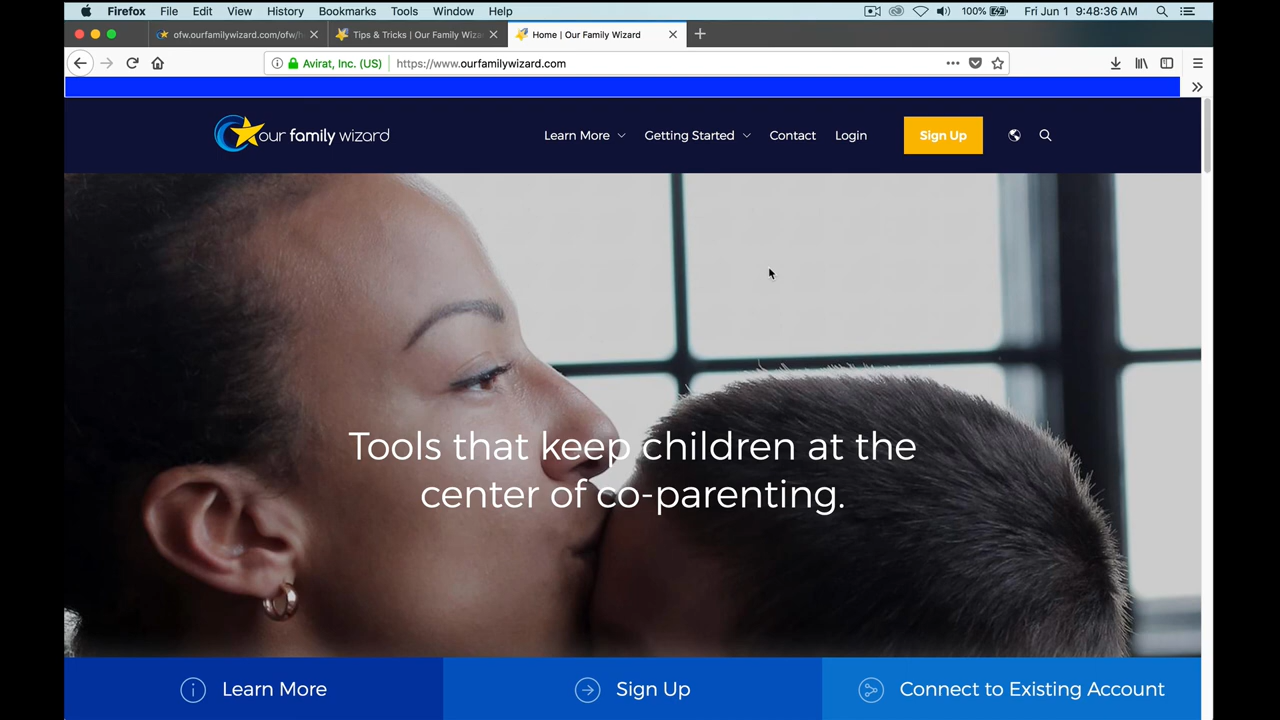 Firefox File Edit View History Bookmarks Tools Window Help 100% Fri Jun 1 9:48:36 AM
ofw.ourfamilywizard.com/ofw/ Tips & Tricks | Our Family Wiza Home | Our Family Wizard
Avirat, Inc. (US) https://www.ourfamilywizard.com
our family wizard Learn More Getting Started Contact Login Sign Up
Tools that keep children at the
center of co-parenting.
Learn More Sign Up Connect to Existing Account